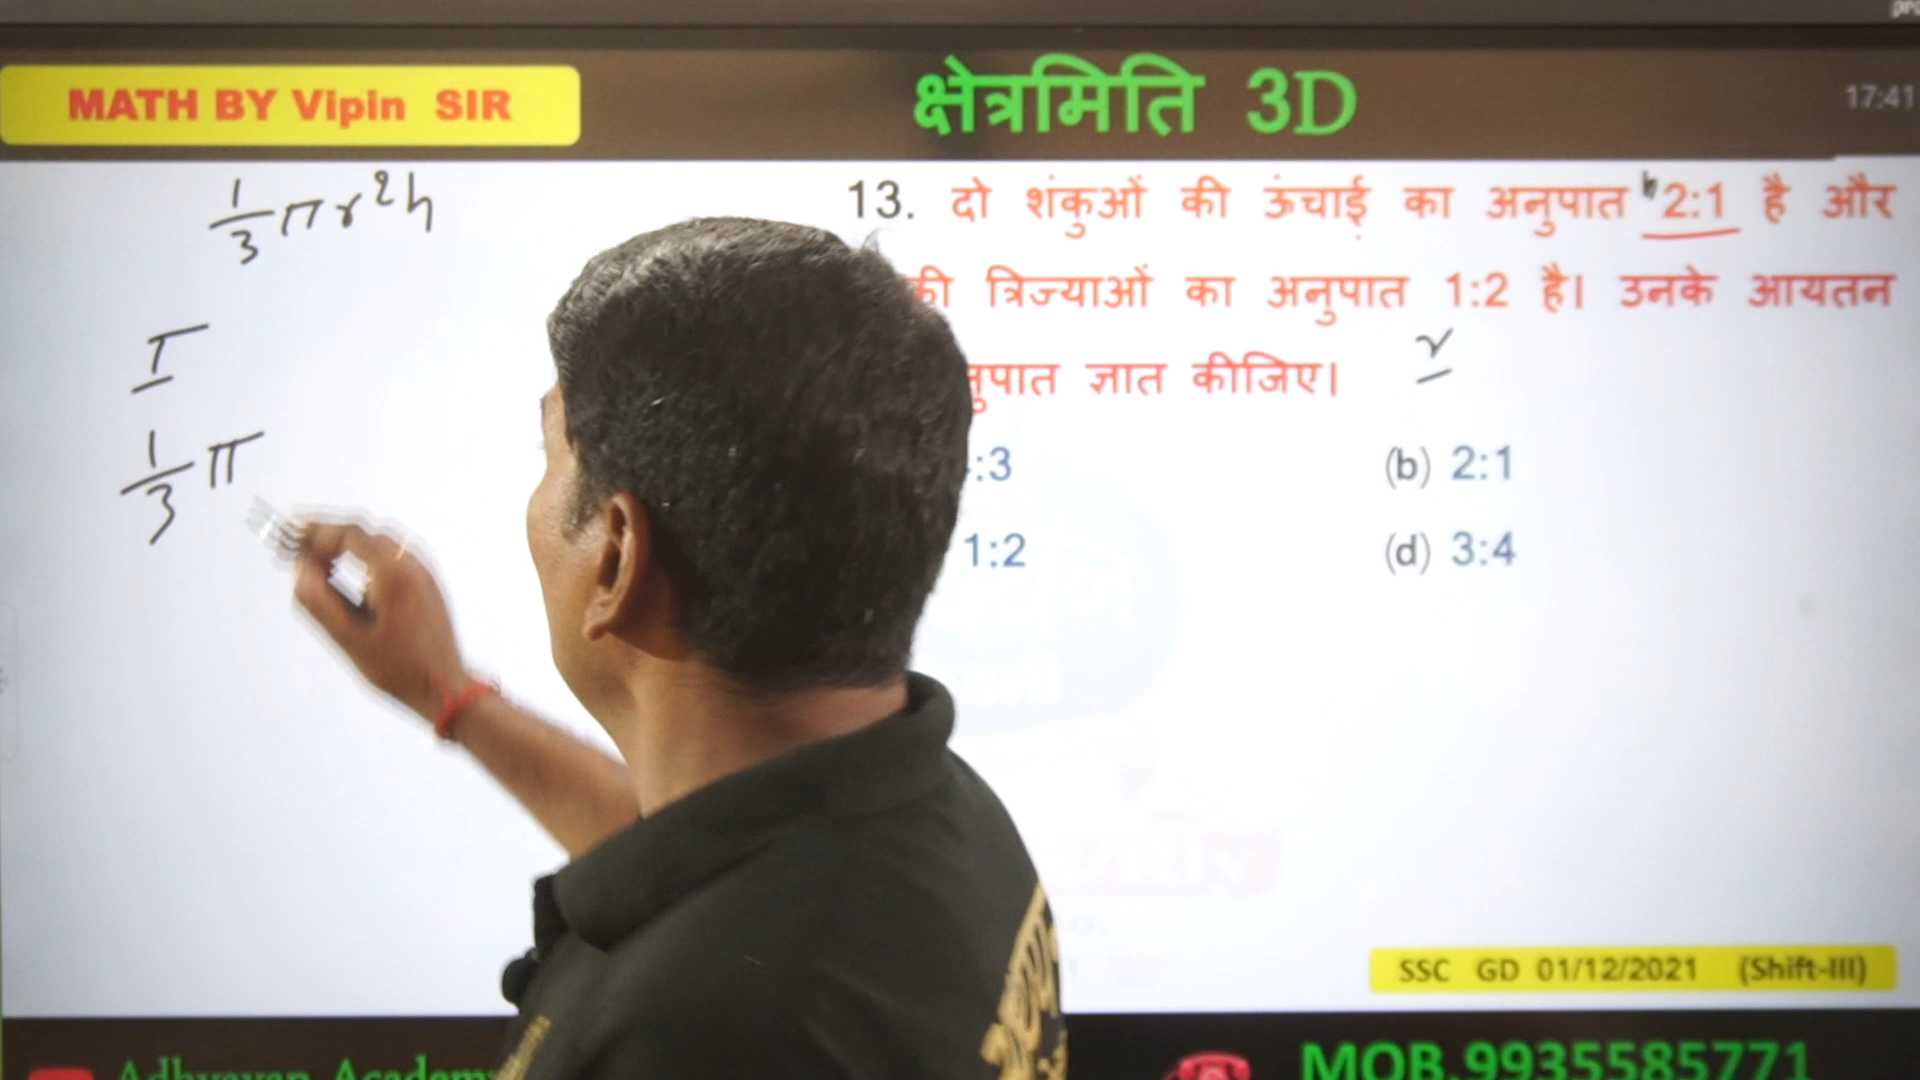 MATH BY Vipin SIR
क्षेत्रमिति 3D
17:41
1/3 πr²h
I
1/3 π
13. दो शंकुओं की ऊंचाई का अनुपात h 2:1 है और
की त्रिज्याओं का अनुपात 1:2 है। उनके आयतन
ज्ञात कीजिए।
r
:3
(b) 2:1
1:2
(d) 3:4
SSC GD 01/12/2021 (Shift-III)
Adhyayan Academy
MOB.9935585771